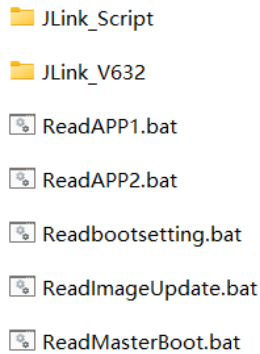 JLink_Script
JLink_V632
ReadAPP1.bat
ReadAPP2.bat
Readbootsetting.bat
ReadImageUpdate.bat
ReadMasterBoot.bat